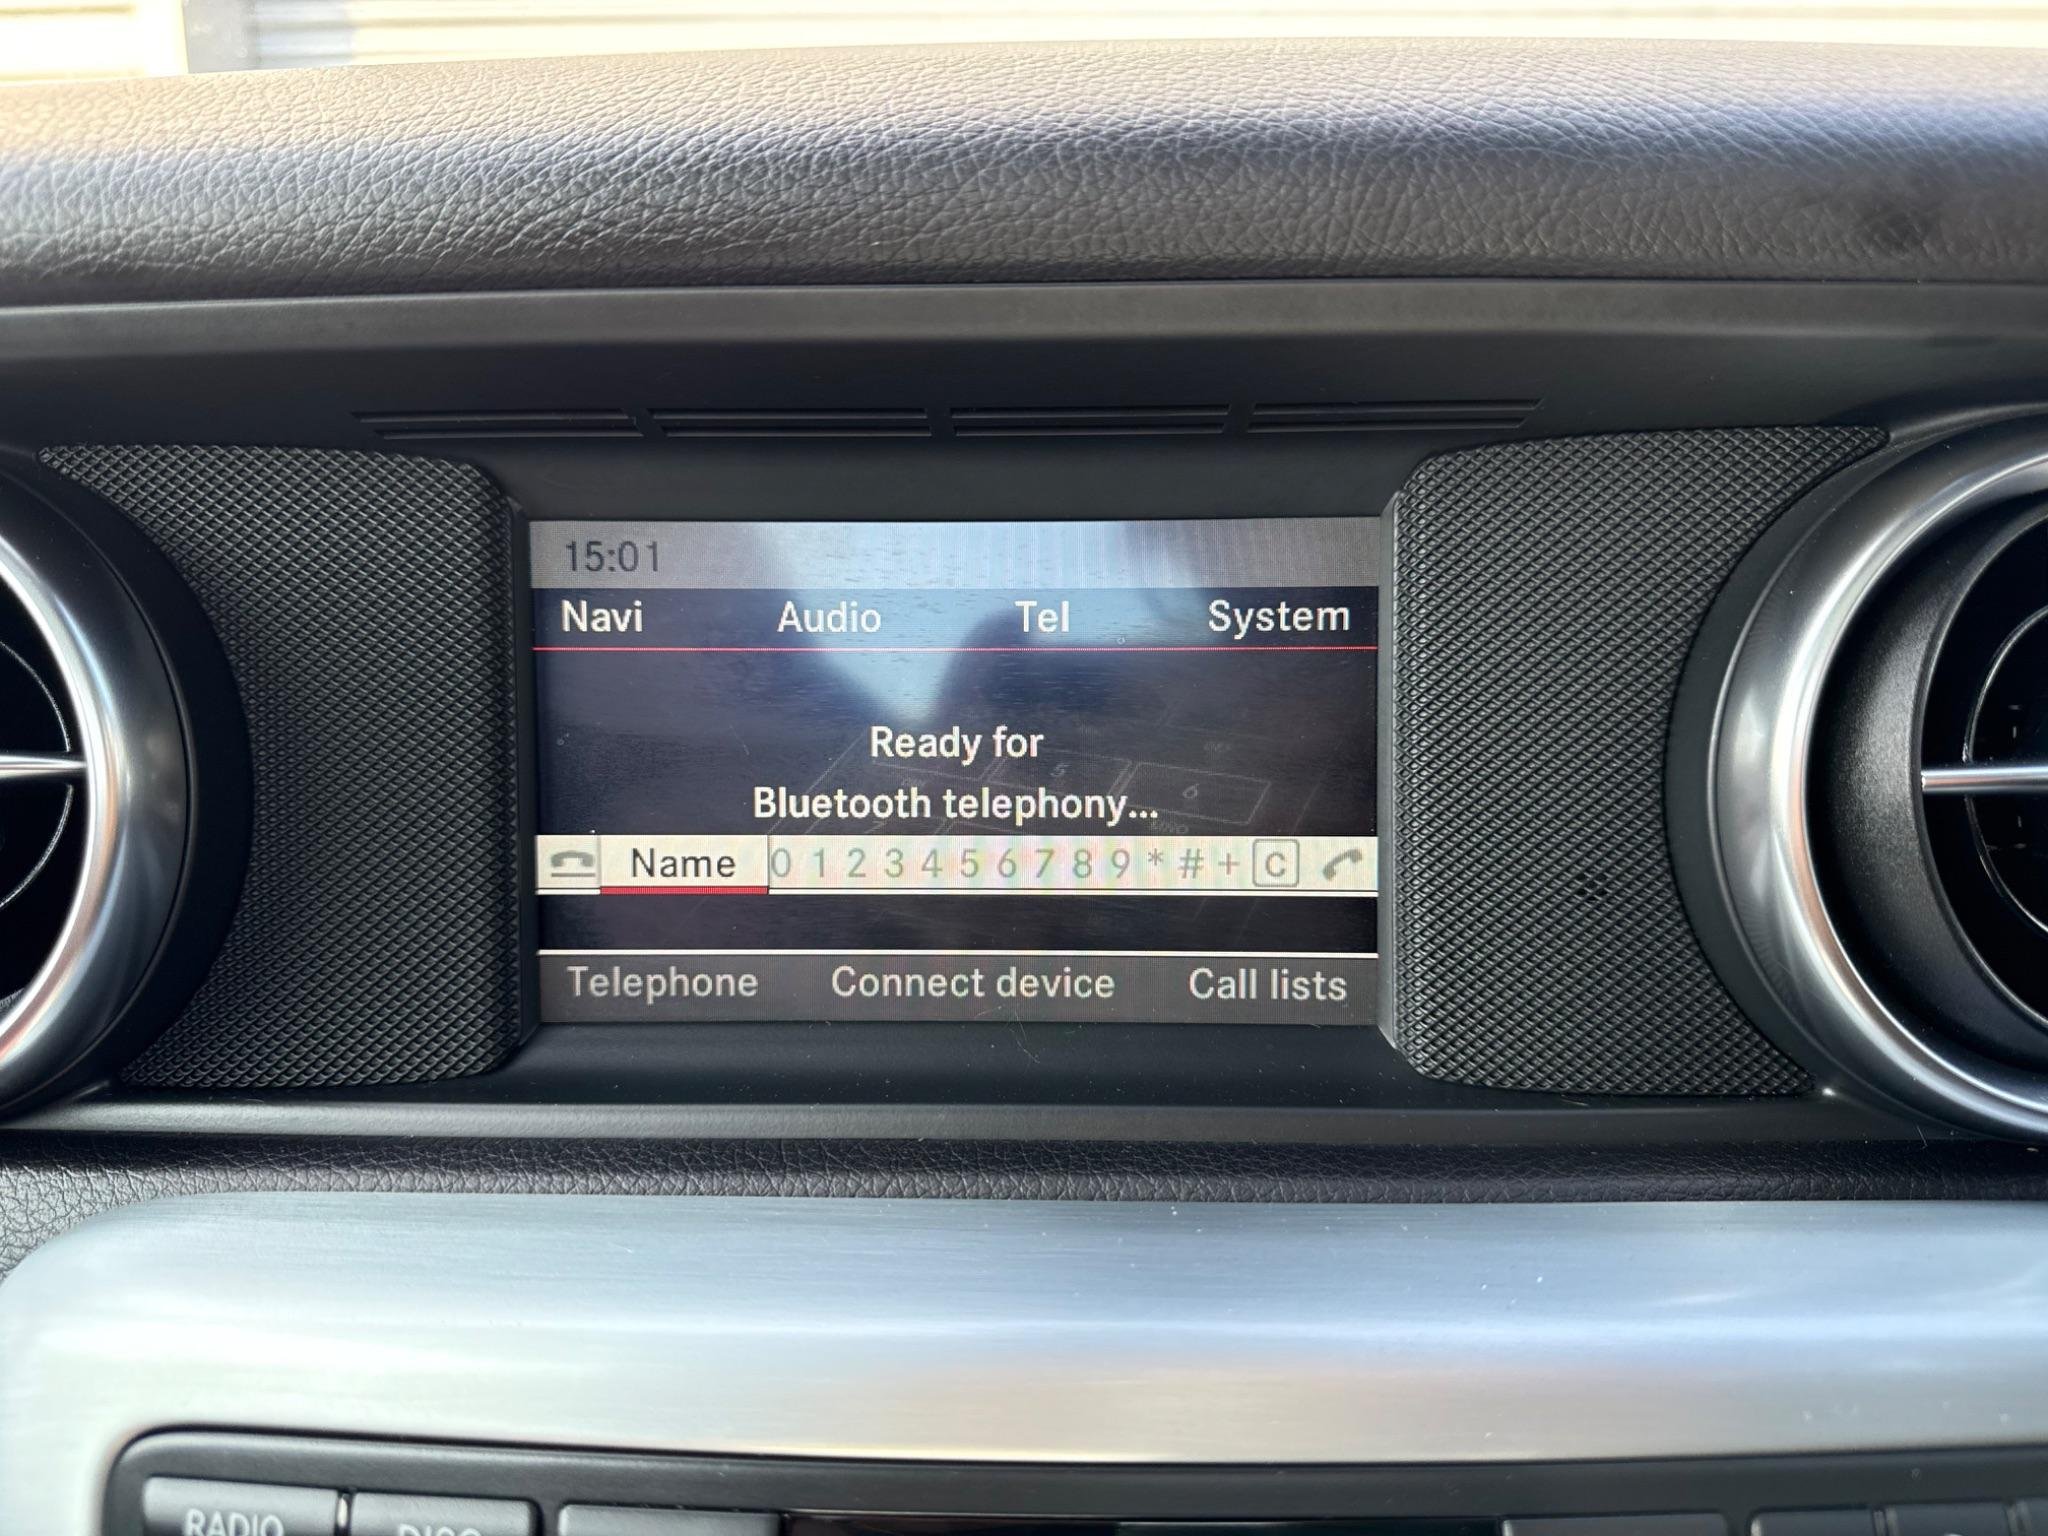 15:01
Navi Audio Tel System
Ready for
Bluetooth telephony...
Name 0 1 2 3 4 5 6 7 8 9 * # + C
Telephone Connect device Call lists
RADIO DISC